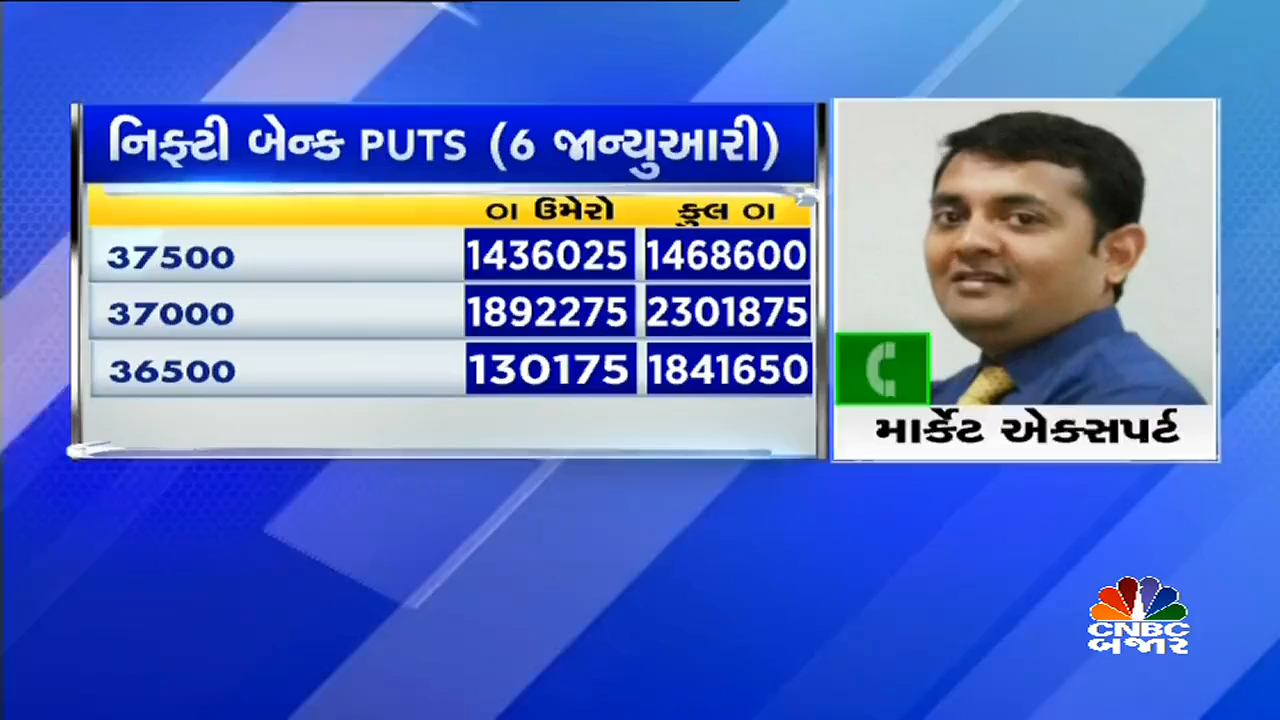 નિફ્ટી બેન્ક PUTS (6 જાન્યુઆરી)
OI ઉમેરો કુલ OI
37500 1436025 1468600
37000 1892275 2301875
36500 130175 1841650
માર્કેટ એક્સપર્ટ
CNBC
બજાર